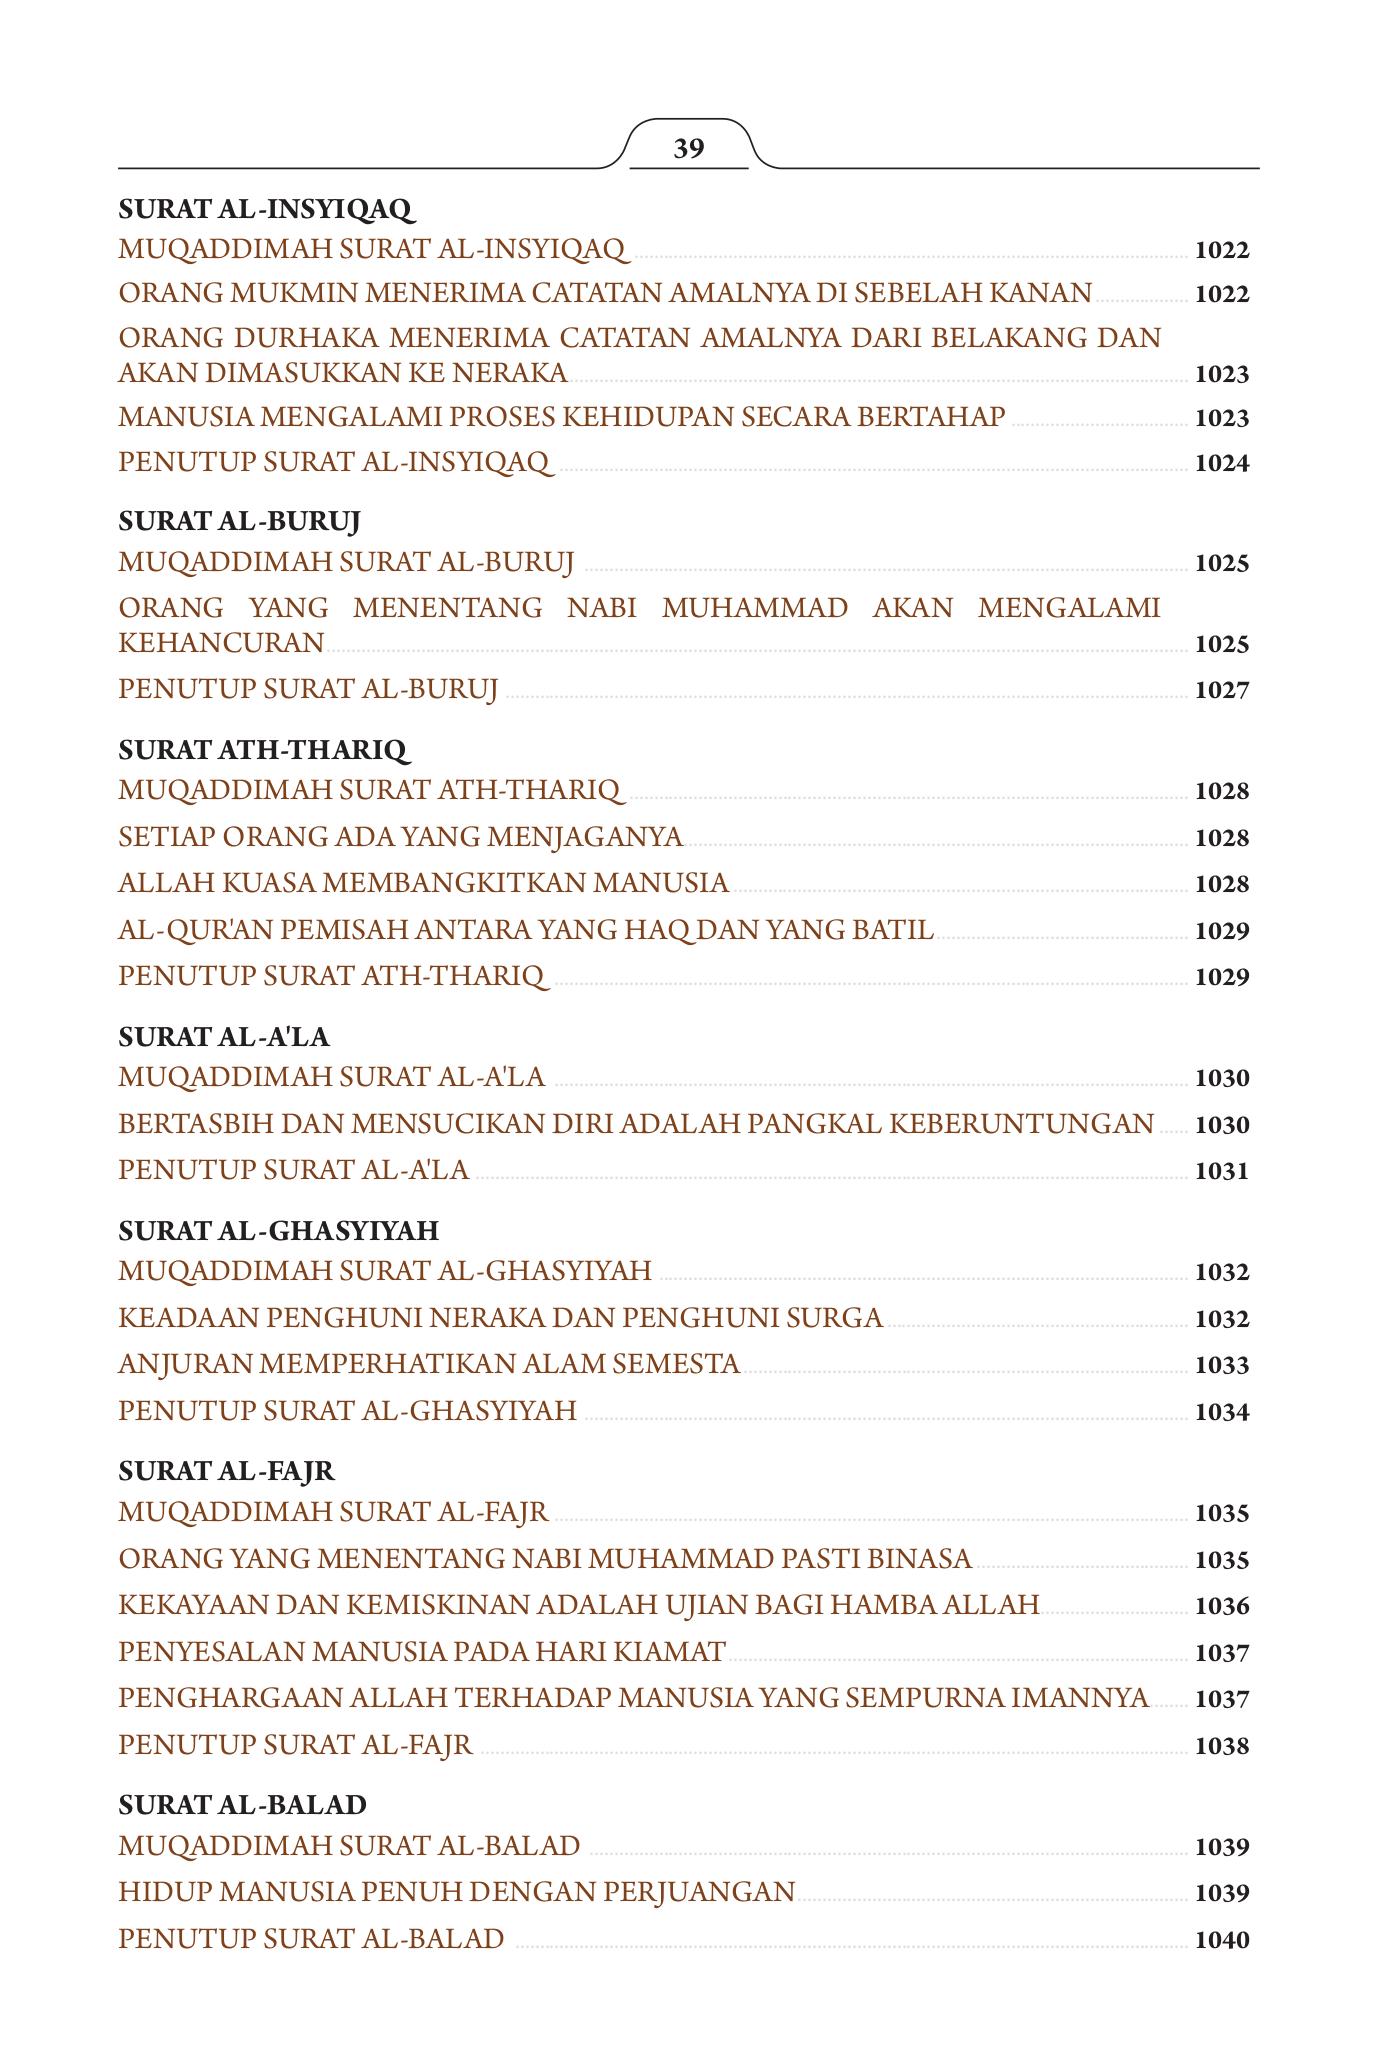 39
SURAT AL-INSYIQAQ
MUQADDIMAH SURAT AL-INSYIQAQ 1022
ORANG MUKMIN MENERIMA CATATAN AMALNYA DI SEBELAH KANAN 1022
ORANG DURHAKA MENERIMA CATATAN AMALNYA DARI BELAKANG DAN
AKAN DIMASUKKAN KE NERAKA 1023
MANUSIA MENGALAMI PROSES KEHIDUPAN SECARA BERTAHAP 1023
PENUTUP SURAT AL-INSYIQAQ 1024
SURAT AL-BURUJ
MUQADDIMAH SURAT AL-BURUJ 1025
ORANG YANG MENENTANG NABI MUHAMMAD AKAN MENGALAMI
KEHANCURAN 1025
PENUTUP SURAT AL-BURUJ 1027
SURAT ATH-THARIQ
MUQADDIMAH SURAT ATH-THARIQ 1028
SETIAP ORANG ADA YANG MENJAGANYA 1028
ALLAH KUASA MEMBANGKITKAN MANUSIA 1028
AL-QUR'AN PEMISAH ANTARA YANG HAQ DAN YANG BATIL 1029
PENUTUP SURAT ATH-THARIQ 1029
SURAT AL-A'LA
MUQADDIMAH SURAT AL-A'LA 1030
BERTASBIH DAN MENSUCIKAN DIRI ADALAH PANGKAL KEBERUNTUNGAN 1030
PENUTUP SURAT AL-A'LA 1031
SURAT AL-GHASYIYAH
MUQADDIMAH SURAT AL-GHASYIYAH 1032
KEADAAN PENGHUNI NERAKA DAN PENGHUNI SURGA 1032
ANJURAN MEMPERHATIKAN ALAM SEMESTA 1033
PENUTUP SURAT AL-GHASYIYAH 1034
SURAT AL-FAJR
MUQADDIMAH SURAT AL-FAJR 1035
ORANG YANG MENENTANG NABI MUHAMMAD PASTI BINASA 1035
KEKAYAAN DAN KEMISKINAN ADALAH UJIAN BAGI HAMBA ALLAH 1036
PENYESALAN MANUSIA PADA HARI KIAMAT 1037
PENGHARGAAN ALLAH TERHADAP MANUSIA YANG SEMPURNA IMANNYA 1037
PENUTUP SURAT AL-FAJR 1038
SURAT AL-BALAD
MUQADDIMAH SURAT AL-BALAD 1039
HIDUP MANUSIA PENUH DENGAN PERJUANGAN 1039
PENUTUP SURAT AL-BALAD 1040